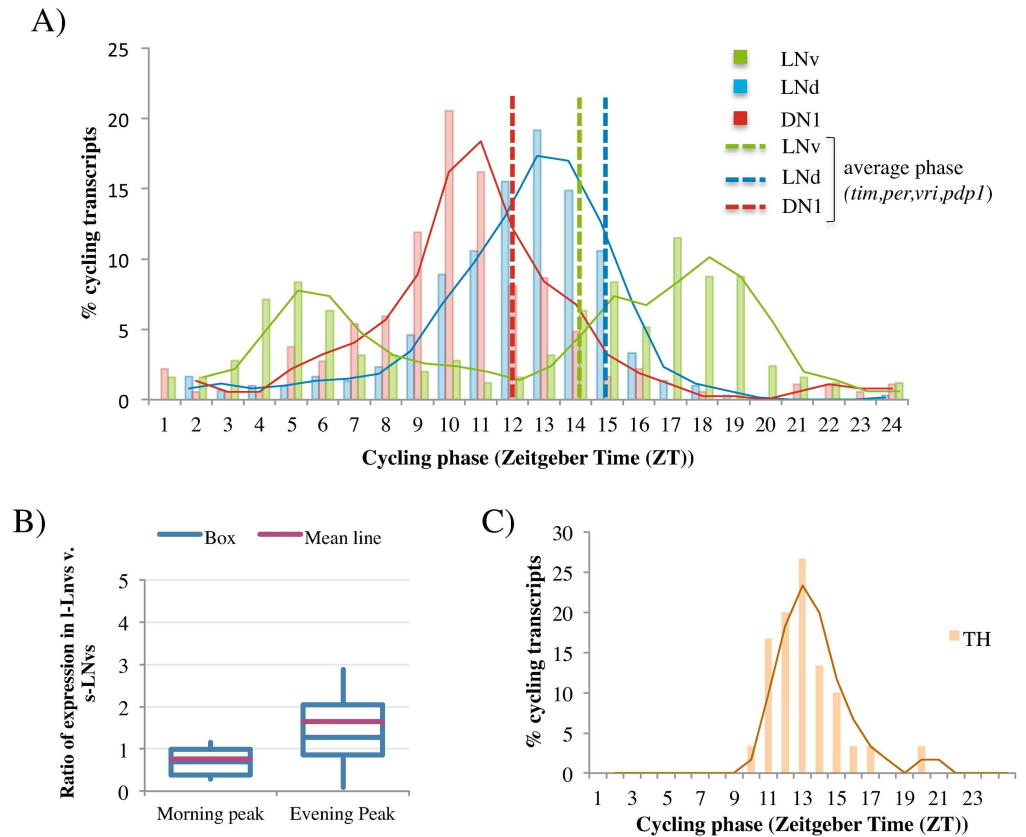 A)
25
20
15
10
5
0
% cycling transcripts
1 2 3 4 5 6 7 8 9 10 11 12 13 14 15 16 17 18 19 20 21 22 23 24
Cycling phase (Zeitgeber Time (ZT))
LNv
LNd
DN1
LNv
LNd
DN1
average phase
(tim,per,vri,pdp1)
B)
Box Mean line
Ratio of expression in l-Lnvs v.
s-LNvs
5
4
3
2
1
0
Morning peak Evening Peak
C)
30
25
20
15
10
5
0
% cycling transcripts
TH
1 3 5 7 9 11 13 15 17 19 21 23
Cycling phase (Zeitgeber Time (ZT))